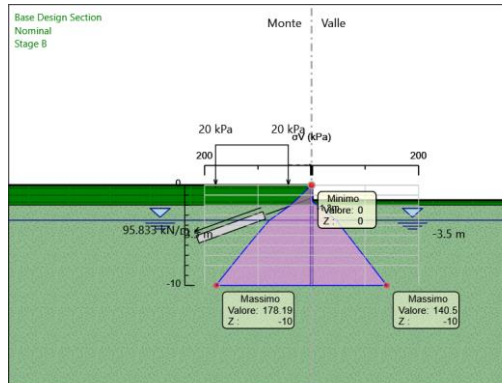 Base Design Section
Nominal
Stage B
Monte Valle
20 kPa 20 kPa
σV (kPa)
200 200
0
Minimo
Valore: 0
Z : 0
95.833 kN/m
-3.5 m
-10
Massimo
Valore: 178.19
Z : -10
Massimo
Valore: 140.5
Z : -10